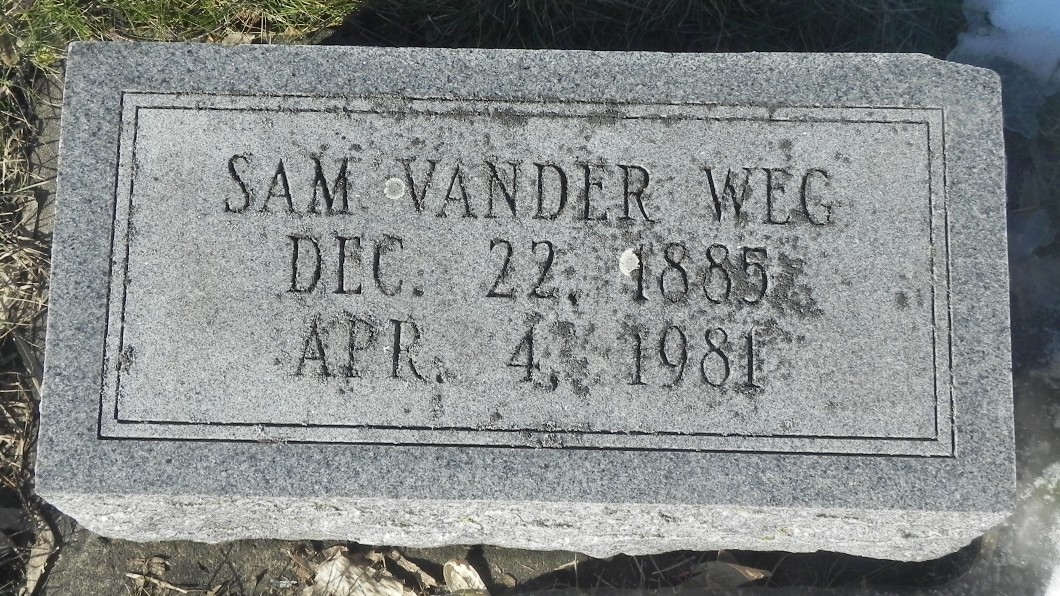 SAM VANDER WEG
DEC. 22, 1885
APR. 4, 1981